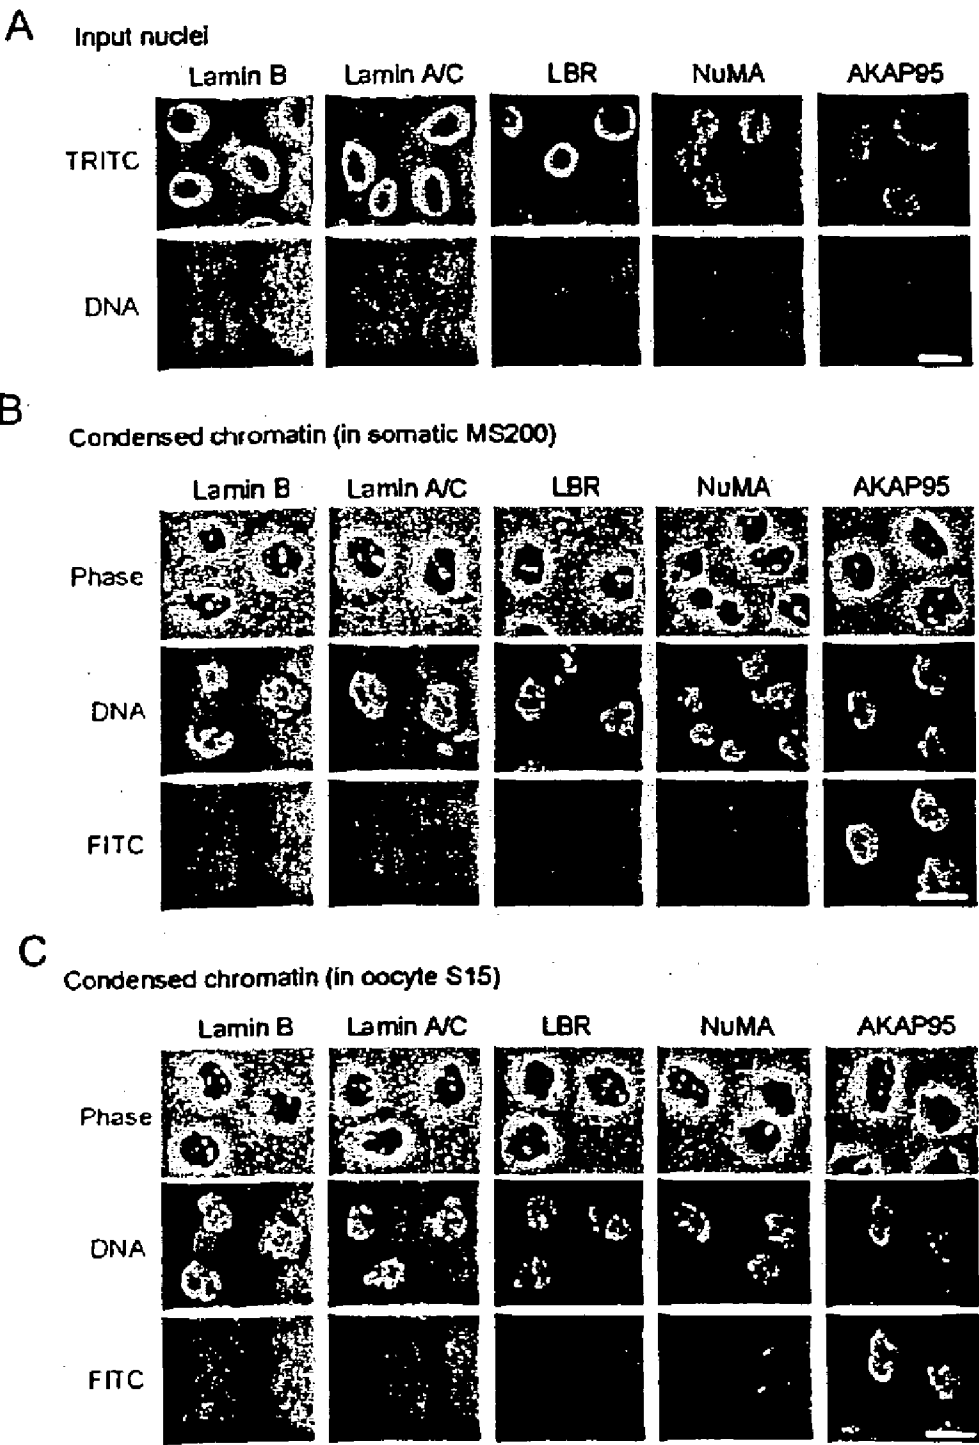 A
Input nuclei
Lamin B Lamin A/C LBR NuMA AKAP95
TRITC
DNA
B
Condensed chromatin (in somatic MS200)
Lamin B Lamin A/C LBR NuMA AKAP95
Phase
DNA
FITC
C
Condensed chromatin (in oocyte S15)
Lamin B Lamin A/C LBR NuMA AKAP95
Phase
DNA
FITC